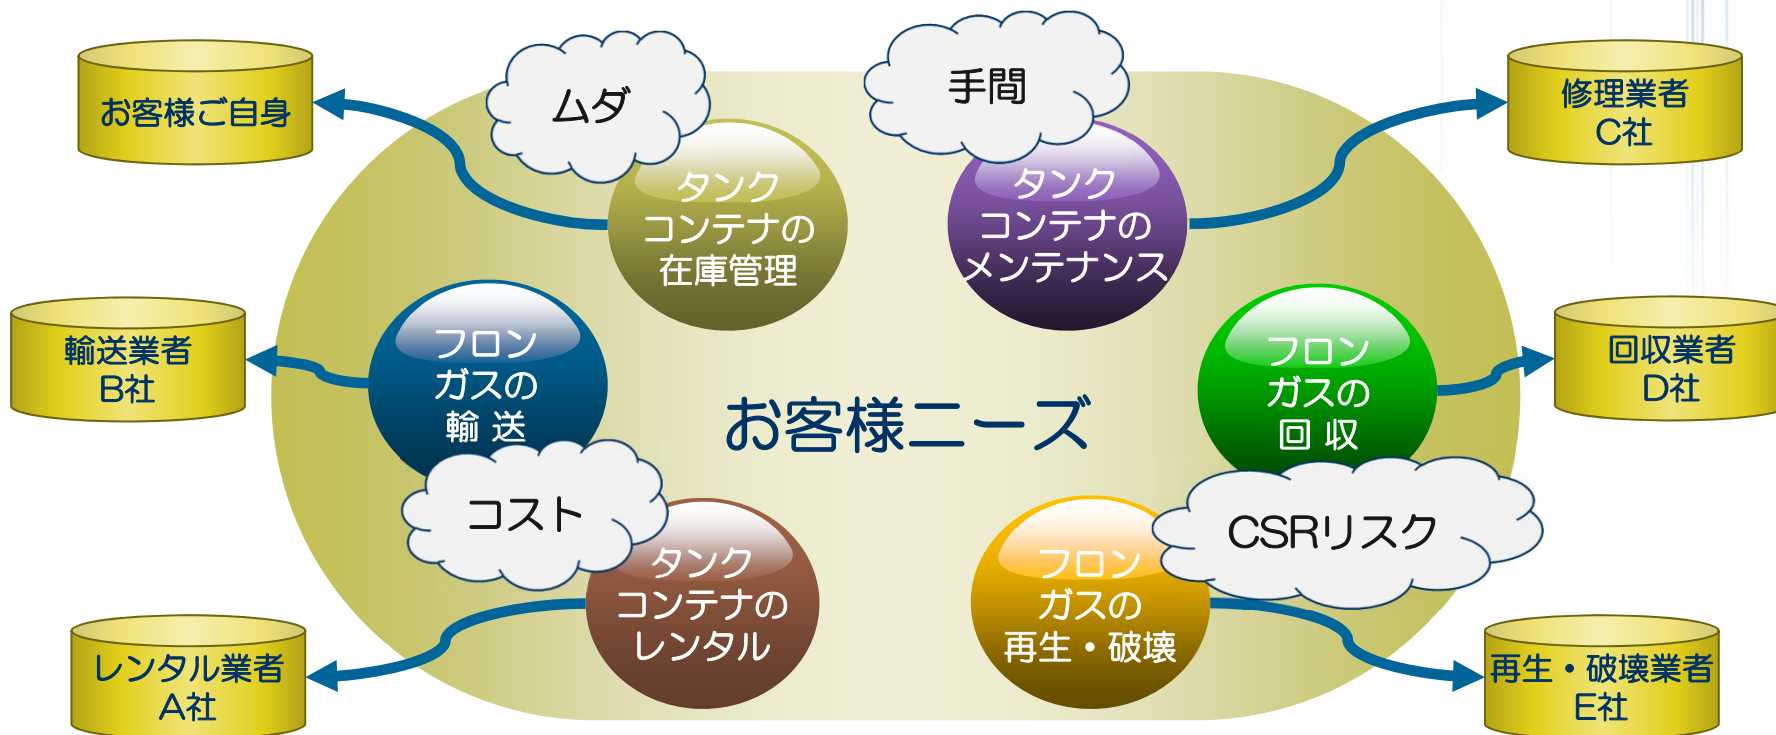 お客様ご自身
ムダ
手間
修理業者
C社
タンク
コンテナの
在庫管理
タンク
コンテナの
メンテナンス
輸送業者
B社
フロン
ガスの
輸 送
お客様ニーズ
フロン
ガスの
回 収
回収業者
D社
コスト
CSRリスク
タンク
コンテナの
レンタル
フロン
ガスの
再生・破壊
レンタル業者
A社
再生・破壊業者
E社